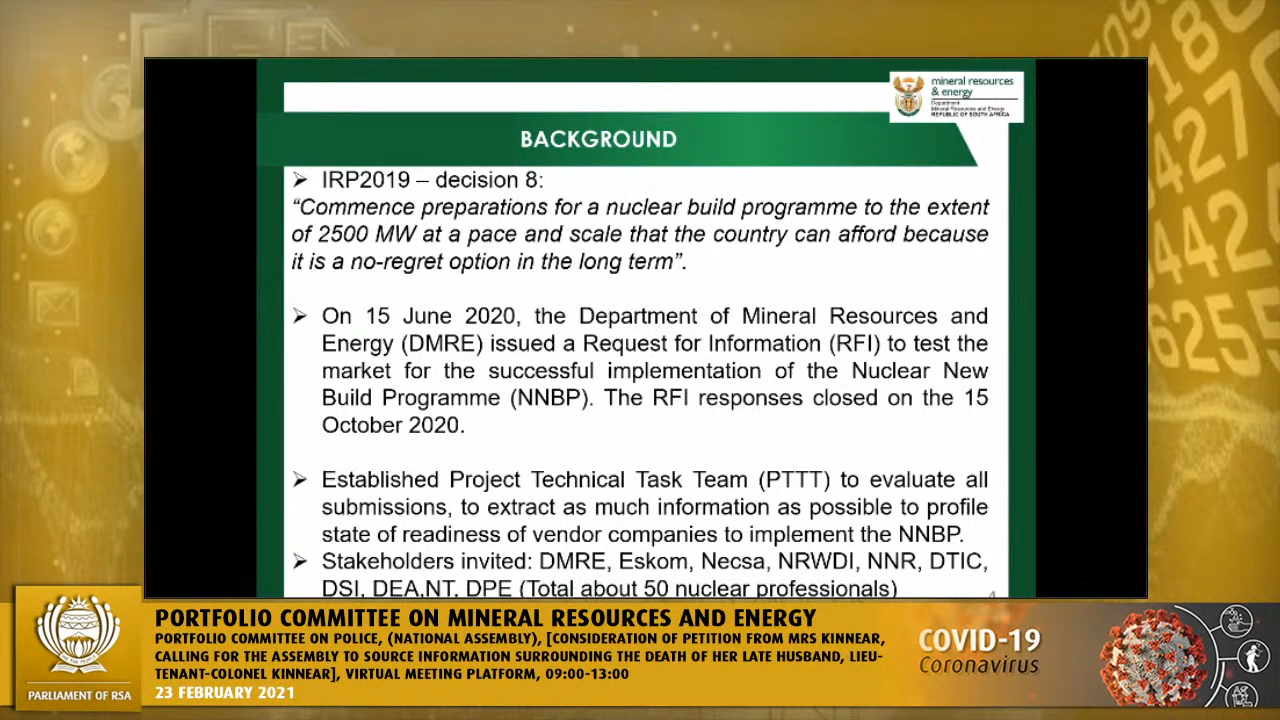 mineral resources
& energy
Department:
Mineral Resources and Energy
REPUBLIC OF SOUTH AFRICA
BACKGROUND
➢ IRP2019 – decision 8:
“Commence preparations for a nuclear build programme to the extent
of 2500 MW at a pace and scale that the country can afford because
it is a no-regret option in the long term”.
➢ On 15 June 2020, the Department of Mineral Resources and
Energy (DMRE) issued a Request for Information (RFI) to test the
market for the successful implementation of the Nuclear New
Build Programme (NNBP). The RFI responses closed on the 15
October 2020.
➢ Established Project Technical Task Team (PTTT) to evaluate all
submissions, to extract as much information as possible to profile
state of readiness of vendor companies to implement the NNBP.
➢ Stakeholders invited: DMRE, Eskom, Necsa, NRWDI, NNR, DTIC,
DSI, DEA,NT, DPE (Total about 50 nuclear professionals)
PORTFOLIO COMMITTEE ON MINERAL RESOURCES AND ENERGY
PORTFOLIO COMMITTEE ON POLICE, (NATIONAL ASSEMBLY), [CONSIDERATION OF PETITION FROM MRS KINNEAR,
CALLING FOR THE ASSEMBLY TO SOURCE INFORMATION SURROUNDING THE DEATH OF HER LATE HUSBAND, LIEU-
TENANT-COLONEL KINNEAR], VIRTUAL MEETING PLATFORM, 09:00-13:00
23 FEBRUARY 2021
PARLIAMENT OF RSA
COVID-19
Coronavirus